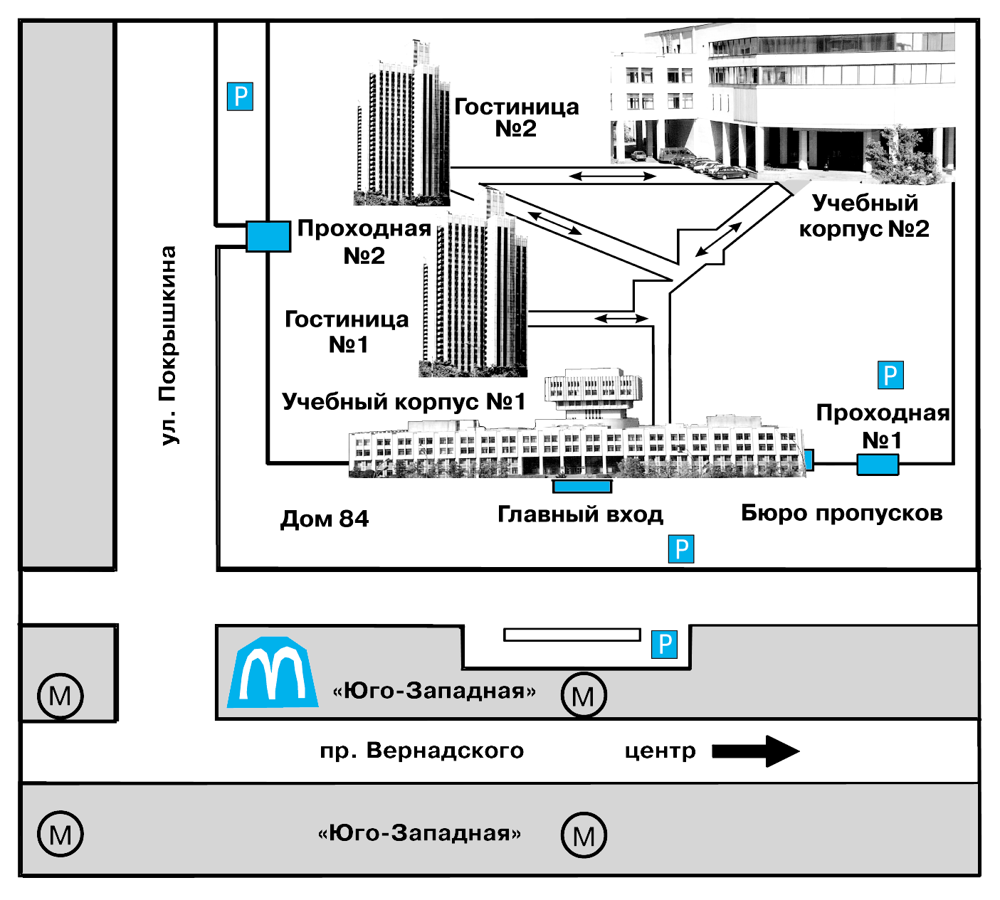 P
Гостиница
№2
Учебный
корпус №2
Проходная
№2
ул. Покрышкина
Гостиница
№1
P
Учебный корпус №1
Проходная
№1
Дом 84
Главный вход
Бюро пропусков
P
P
М
«Юго-Западная»
М
пр. Вернадского
центр
М
«Юго-Западная»
М